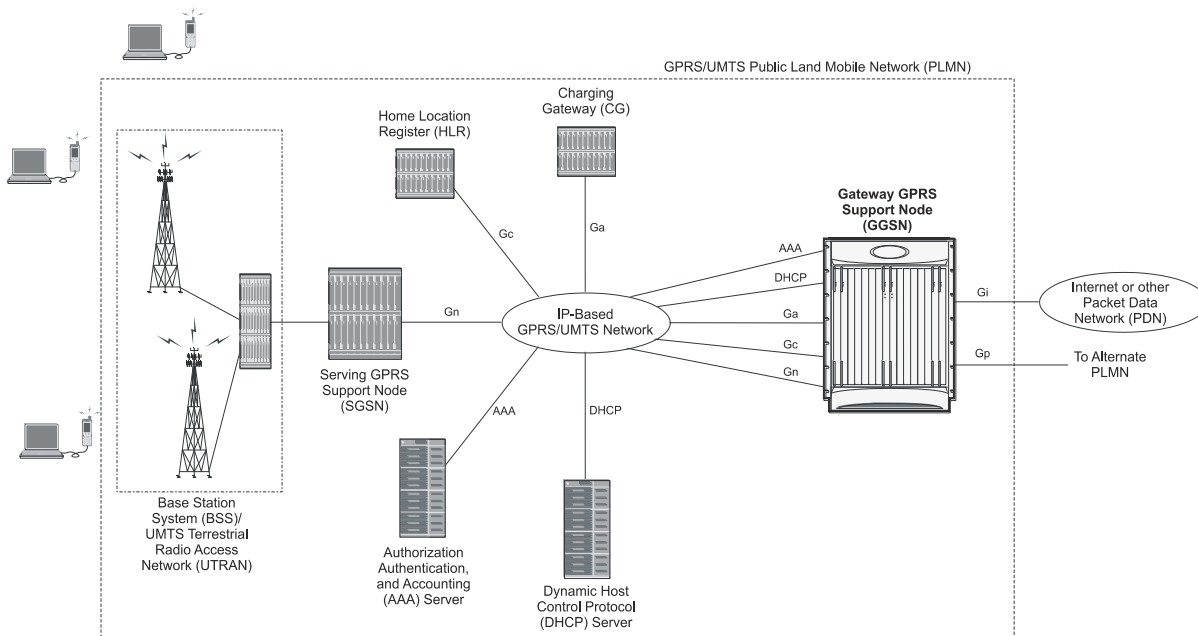 GPRS/UMTS Public Land Mobile Network (PLMN)
Charging
Gateway (CG)
Home Location
Register (HLR)
Gateway GPRS
Support Node
(GGSN)
Gc
Ga
AAA
DHCP
Ga
Gc
Gn
Gn
IP-Based
GPRS/UMTS Network
Gi
Internet or other
Packet Data
Network (PDN)
Gp
To Alternate
PLMN
Serving GPRS
Support Node
(SGSN)
AAA
DHCP
Base Station
System (BSS)/
UMTS Terrestrial
Radio Access
Network (UTRAN)
Authorization
Authentication,
and Accounting
(AAA) Server
Dynamic Host
Control Protocol
(DHCP) Server